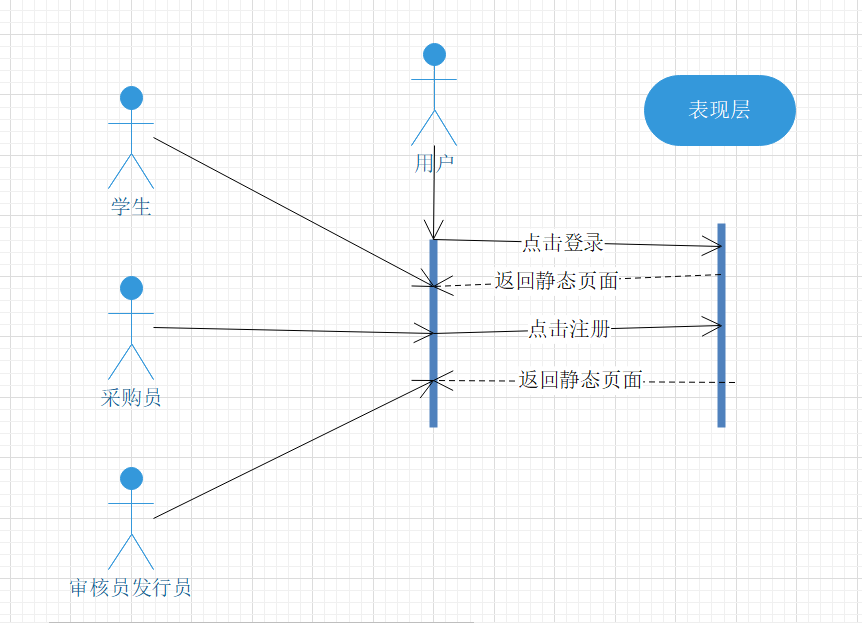 用户
表现层
学生
点击登录
返回静态页面
点击注册
返回静态页面
采购员
审核员发行员